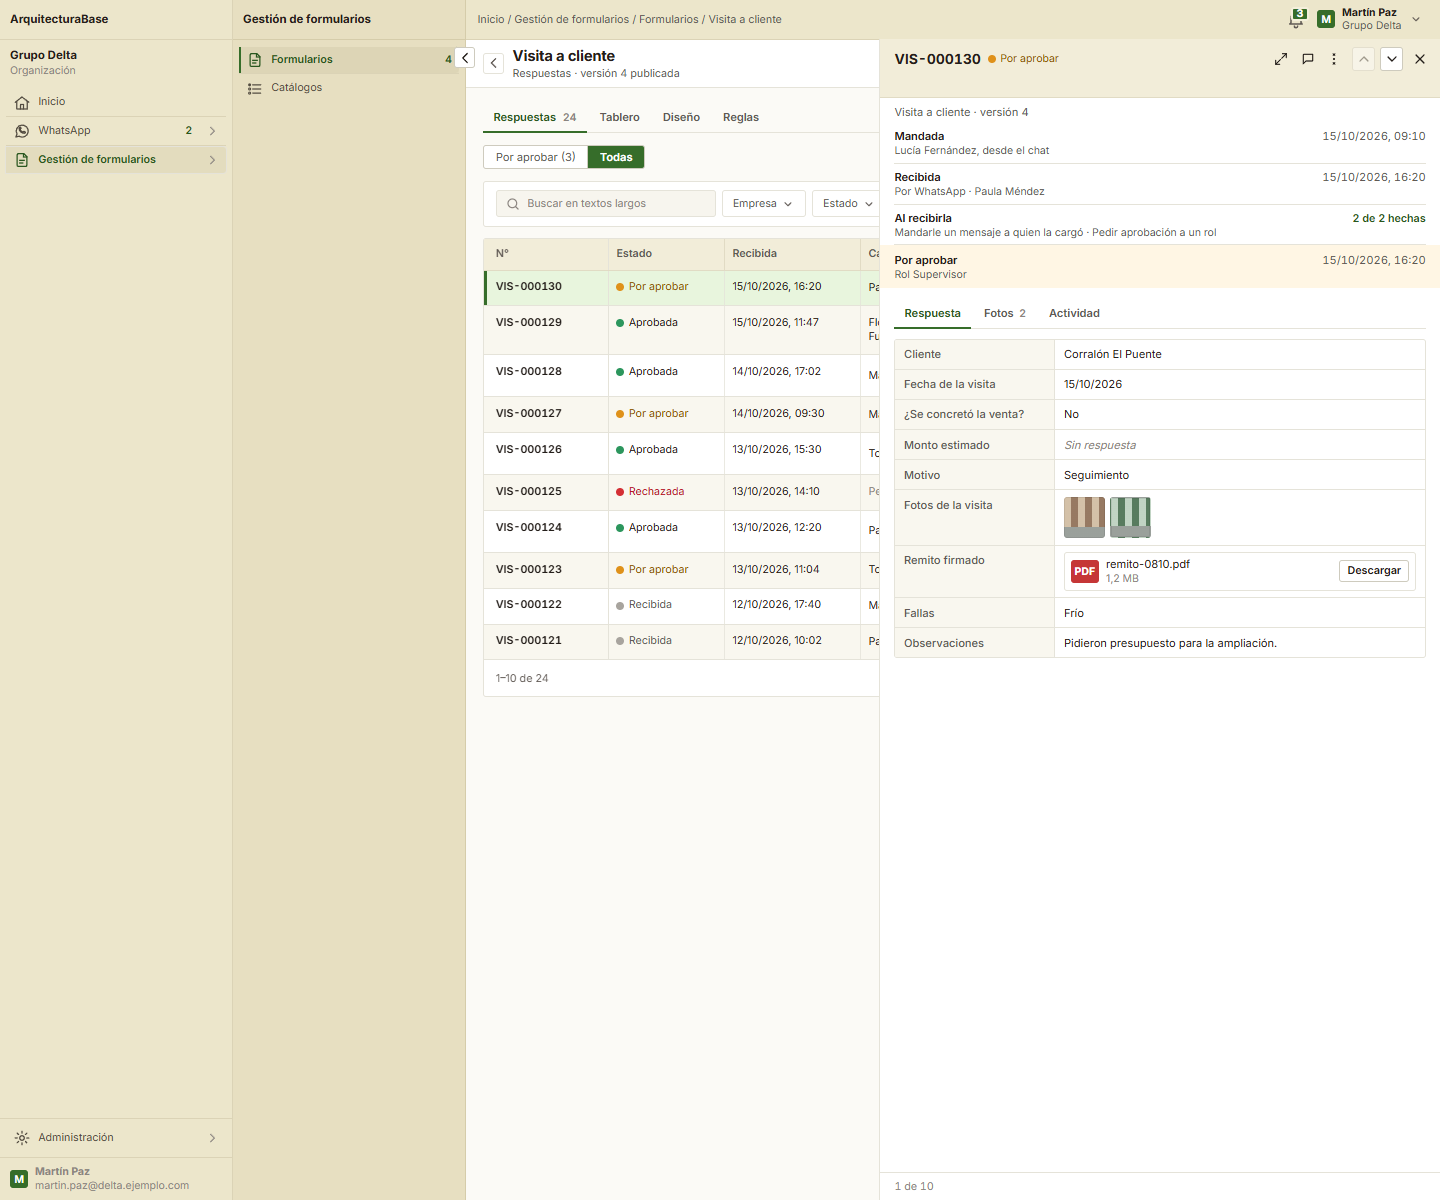 ArquitecturaBase
Grupo Delta
Organización
Inicio
WhatsApp 2
Gestión de formularios
Administración
M
Martín Paz
martin.paz@delta.ejemplo.com
Gestión de formularios
Formularios 4
Catálogos
Inicio / Gestión de formularios / Formularios / Visita a cliente
3
M
Martín Paz
Grupo Delta
Visita a cliente
Respuestas · versión 4 publicada
Respuestas 24 Tablero Diseño Reglas
Por aprobar (3) Todas
Buscar en textos largos Empresa Estado
N° Estado Recibida Ca
VIS-000130 Por aprobar 15/10/2026, 16:20 Pa
VIS-000129 Aprobada 15/10/2026, 11:47 Flo
Fu
VIS-000128 Aprobada 14/10/2026, 17:02 Ma
VIS-000127 Por aprobar 14/10/2026, 09:30 Ma
VIS-000126 Aprobada 13/10/2026, 15:30 To
VIS-000125 Rechazada 13/10/2026, 14:10 Pe
VIS-000124 Aprobada 13/10/2026, 12:20 Pa
VIS-000123 Por aprobar 13/10/2026, 11:04 To
VIS-000122 Recibida 12/10/2026, 17:40 Ma
VIS-000121 Recibida 12/10/2026, 10:02 Pa
1–10 de 24
VIS-000130 Por aprobar
Visita a cliente · versión 4
Mandada 15/10/2026, 09:10
Lucía Fernández, desde el chat
Recibida 15/10/2026, 16:20
Por WhatsApp · Paula Méndez
Al recibirla 2 de 2 hechas
Mandarle un mensaje a quien la cargó · Pedir aprobación a un rol
Por aprobar 15/10/2026, 16:20
Rol Supervisor
Respuesta Fotos 2 Actividad
Cliente Corralón El Puente
Fecha de la visita 15/10/2026
¿Se concretó la venta? No
Monto estimado Sin respuesta
Motivo Seguimiento
Fotos de la visita
Remito firmado PDF remito-0810.pdf Descargar
1,2 MB
Fallas Frío
Observaciones Pidieron presupuesto para la ampliación.
1 de 10